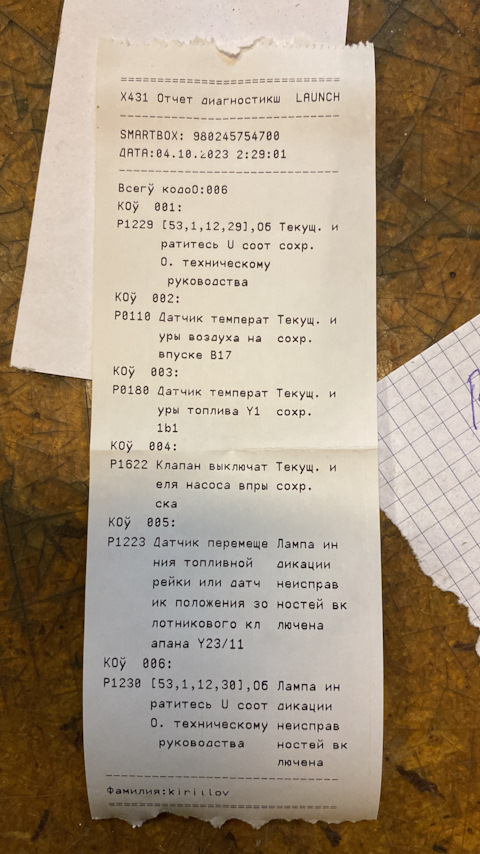 ========================================
X431 Отчет диагностикш LAUNCH
----------------------------------------
SMARTBOX: 980245754700
ДАТА:04.10.2023 2:29:01
----------------------------------------
Всегў кодоО:006
КОў 001:
P1229 [53,1,12,29],Об Текущ. и
ратитесь U соот сохр.
О. техническому
руководства
КОў 002:
P0110 Датчик температ Текущ. и
уры воздуха на сохр.
впуске B17
КОў 003:
P0180 Датчик температ Текущ. и
уры топлива Y1 сохр.
1b1
КОў 004:
P1622 Клапан выключат Текущ. и
еля насоса впры сохр.
ска
КОў 005:
P1223 Датчик перемеще Лампа ин
ния топливной дикации
рейки или датч неисправ
ик положения зо ностей вк
лотникового кл лючена
апана Y23/11
КОў 006:
P1230 [53,1,12,30],Об Лампа ин
ратитесь U соот дикации
О. техническому неисправ
руководства ностей вк
лючена
----------------------------------------
Фамилия:kirillov
========================================